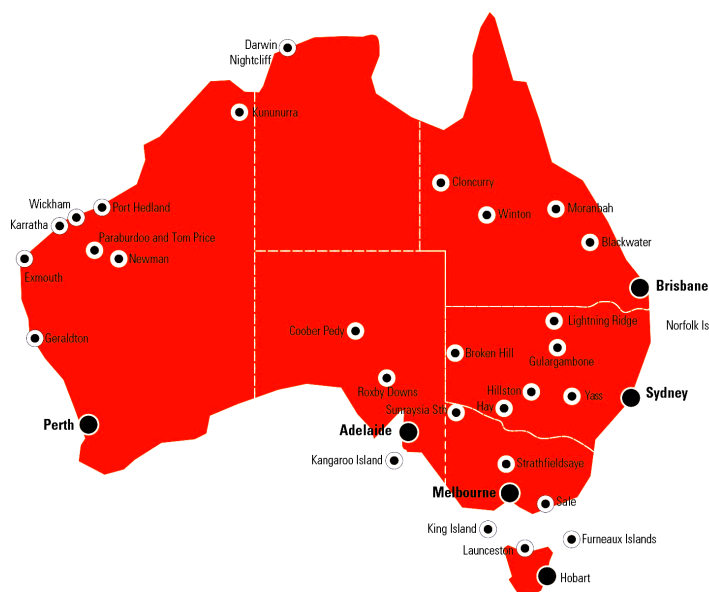 Darwin
Nightcliff
Kununurra
Cloncurry
Wickham
Port Hedland
Winton
Moranbah
Karratha
Paraburdoo and Tom Price
Blackwater
Newman
Exmouth
Brisbane
Lightning Ridge
Norfolk Is
Coober Pedy
Geraldton
Broken Hill
Gulargambone
Roxby Downs
Hillston
Yass
Sydney
Sunraysia Sth
Hay
Perth
Adelaide
Kangaroo Island
Strathfieldsaye
Melbourne
Sale
King Island
Furneaux Islands
Launceston
Hobart